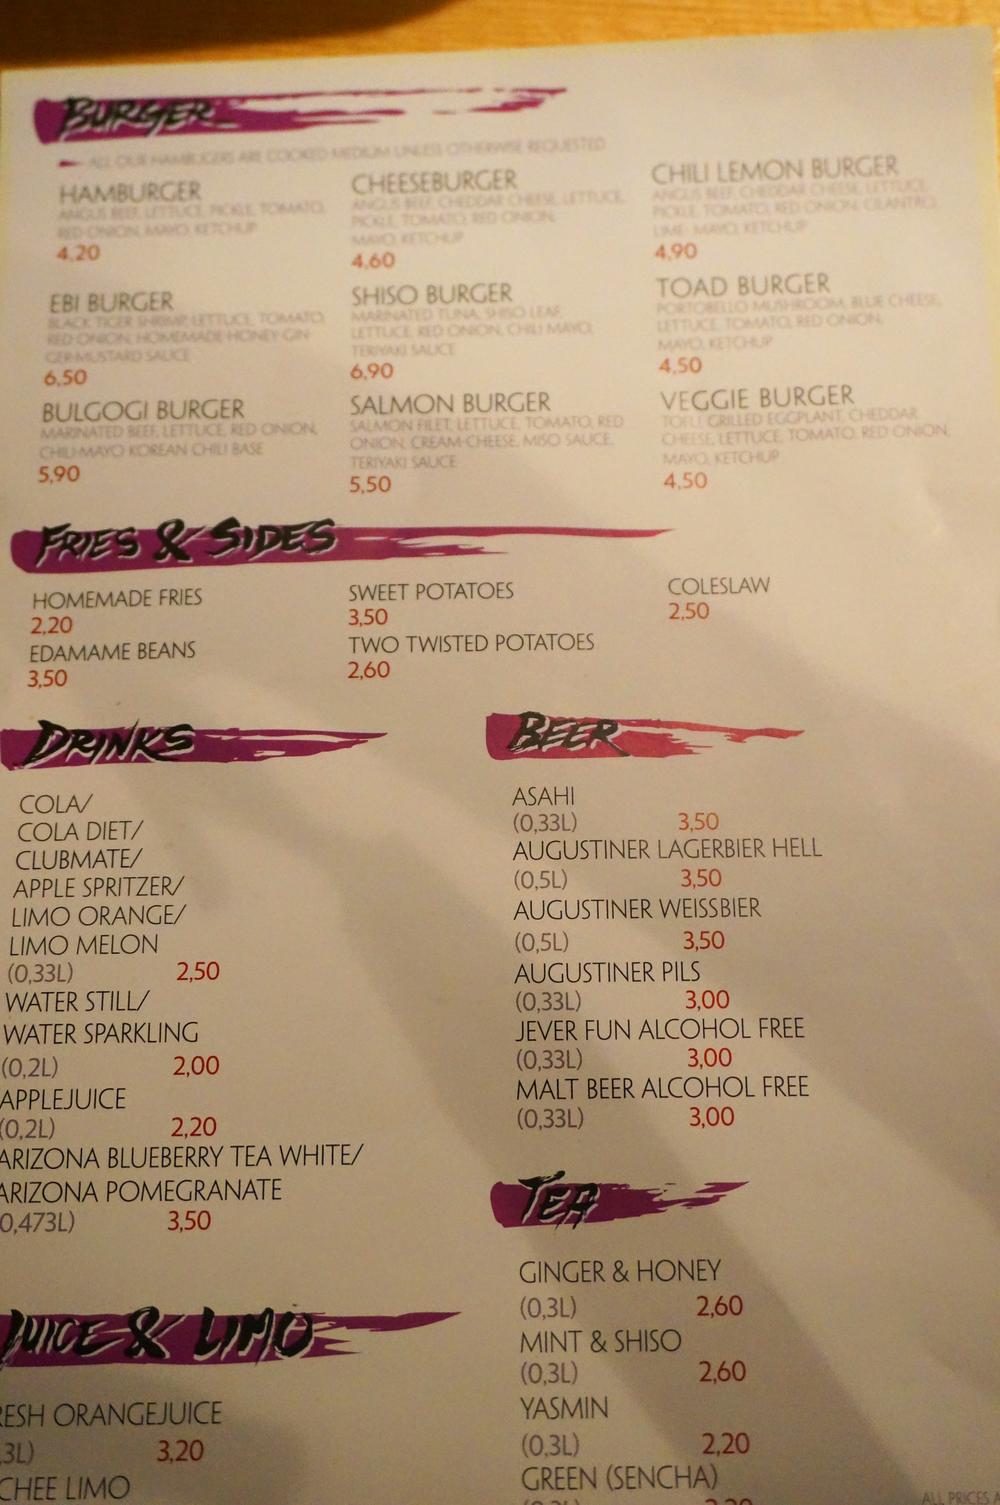 BURGER
ALL OUR HAMBUGERS ARE COOKED MEDIUM UNLESS OTHERWISE REQUESTED
HAMBURGER
ANGUS BEEF, LETTUCE, PICKLE, TOMATO,
RED ONION, MAYO, KETCHUP
4,20
CHEESEBURGER
ANGUS BEEF, CHEDDAR CHEESE, LETTUCE,
PICKLE, TOMATO, RED ONION,
MAYO, KETCHUP
4,60
CHILI LEMON BURGER
ANGUS BEEF, CHEDDAR CHEESE, LETTUCE,
PICKLE, TOMATO, RED ONION, CILANTRO,
LIME- MAYO, KETCHUP
4,90
EBI BURGER
BLACK TIGER SHRIMP, LETTUCE, TOMATO,
RED ONION, HOMEMADE-HONEY-GIN-
GER-MUSTARD SAUCE
6,50
SHISO BURGER
MARINATED TUNA, SHISO LEAF,
LETTUCE, RED ONION, CHILI MAYO,
TERIYAKI SAUCE
6,90
TOAD BURGER
PORTOBELLO MUSHROOM, BLUE CHEESE,
LETTUCE, TOMATO, RED ONION,
MAYO, KETCHUP
4,50
BULGOGI BURGER
MARINATED BEEF, LETTUCE, RED ONION,
CHILI-MAYO KOREAN CHILI BASE
5,90
SALMON BURGER
SALMON FILET, LETTUCE, TOMATO, RED
ONION, CREAM-CHEESE, MISO SAUCE,
TERIYAKI SAUCE
5,50
VEGGIE BURGER
TOFU, GRILLED EGGPLANT, CHEDDAR
CHEESE, LETTUCE, TOMATO, RED ONION,
MAYO, KETCHUP
4,50
FRIES & SIDES
HOMEMADE FRIES
2,20
SWEET POTATOES
3,50
COLESLAW
2,50
EDAMAME BEANS
3,50
TWO TWISTED POTATOES
2,60
DRINKS
COLA/
COLA DIET/
CLUBMATE/
APPLE SPRITZER/
LIMO ORANGE/
LIMO MELON
(0,33L) 2,50
WATER STILL/
WATER SPARKLING
(0,2L) 2,00
APPLEJUICE
(0,2L) 2,20
ARIZONA BLUEBERRY TEA WHITE/
ARIZONA POMEGRANATE
0,473L) 3,50
JUICE & LIMO
RESH ORANGEJUICE
,3L) 3,20
CHEE LIMO
BEER
ASAHI
(0,33L) 3,50
AUGUSTINER LAGERBIER HELL
(0,5L) 3,50
AUGUSTINER WEISSBIER
(0,5L) 3,50
AUGUSTINER PILS
(0,33L) 3,00
JEVER FUN ALCOHOL FREE
(0,33L) 3,00
MALT BEER ALCOHOL FREE
(0,33L) 3,00
TEA
GINGER & HONEY
(0,3L) 2,60
MINT & SHISO
(0,3L) 2,60
YASMIN
(0,3L) 2,20
GREEN (SENCHA)
ALL PRICES